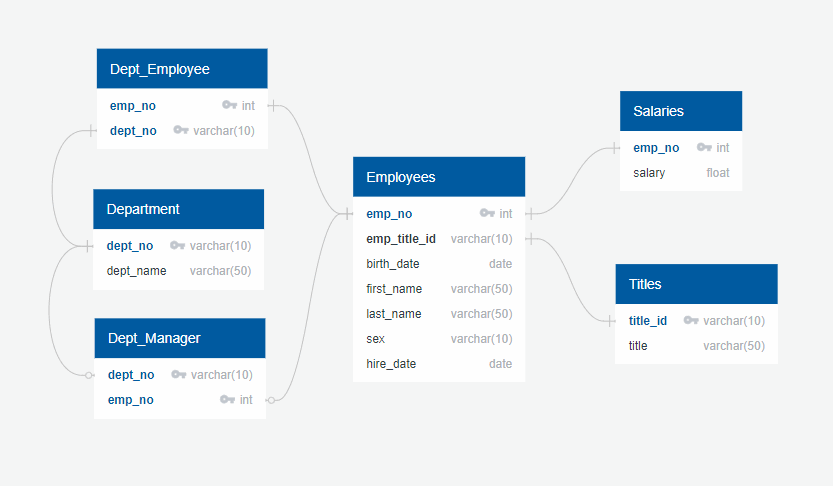 Dept_Employee
emp_no int
dept_no varchar(10)
Department
dept_no varchar(10)
dept_name varchar(50)
Dept_Manager
dept_no varchar(10)
emp_no int
Employees
emp_no int
emp_title_id varchar(10)
birth_date date
first_name varchar(50)
last_name varchar(50)
sex varchar(10)
hire_date date
Salaries
emp_no int
salary float
Titles
title_id varchar(10)
title varchar(50)